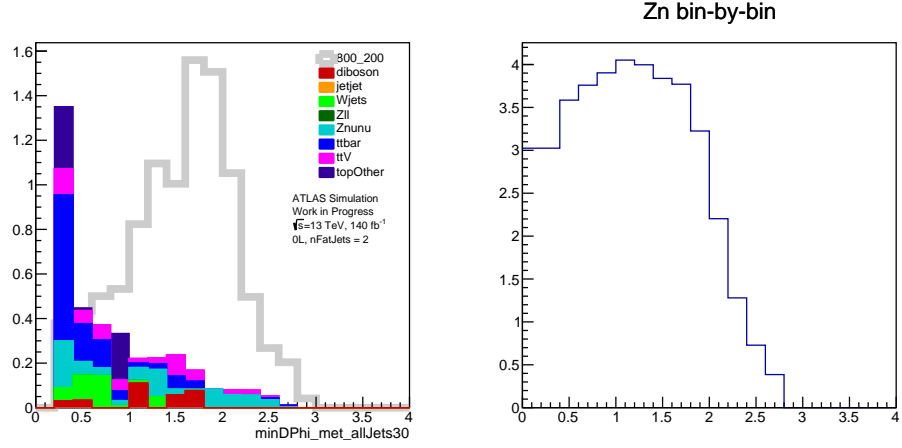 Zn bin-by-bin
1.6
1.4
1.2
1
0.8
0.6
0.4
0.2
0
0 0.5 1 1.5 2 2.5 3 3.5 4
minDPhi_met_allJets30
800_200
diboson
jetjet
Wjets
Zll
Znunu
ttbar
ttV
topOther
ATLAS Simulation
Work in Progress
√s=13 TeV, 140 fb⁻¹
0L, nFatJets = 2
4
3.5
3
2.5
2
1.5
1
0.5
0
0 0.5 1 1.5 2 2.5 3 3.5 4